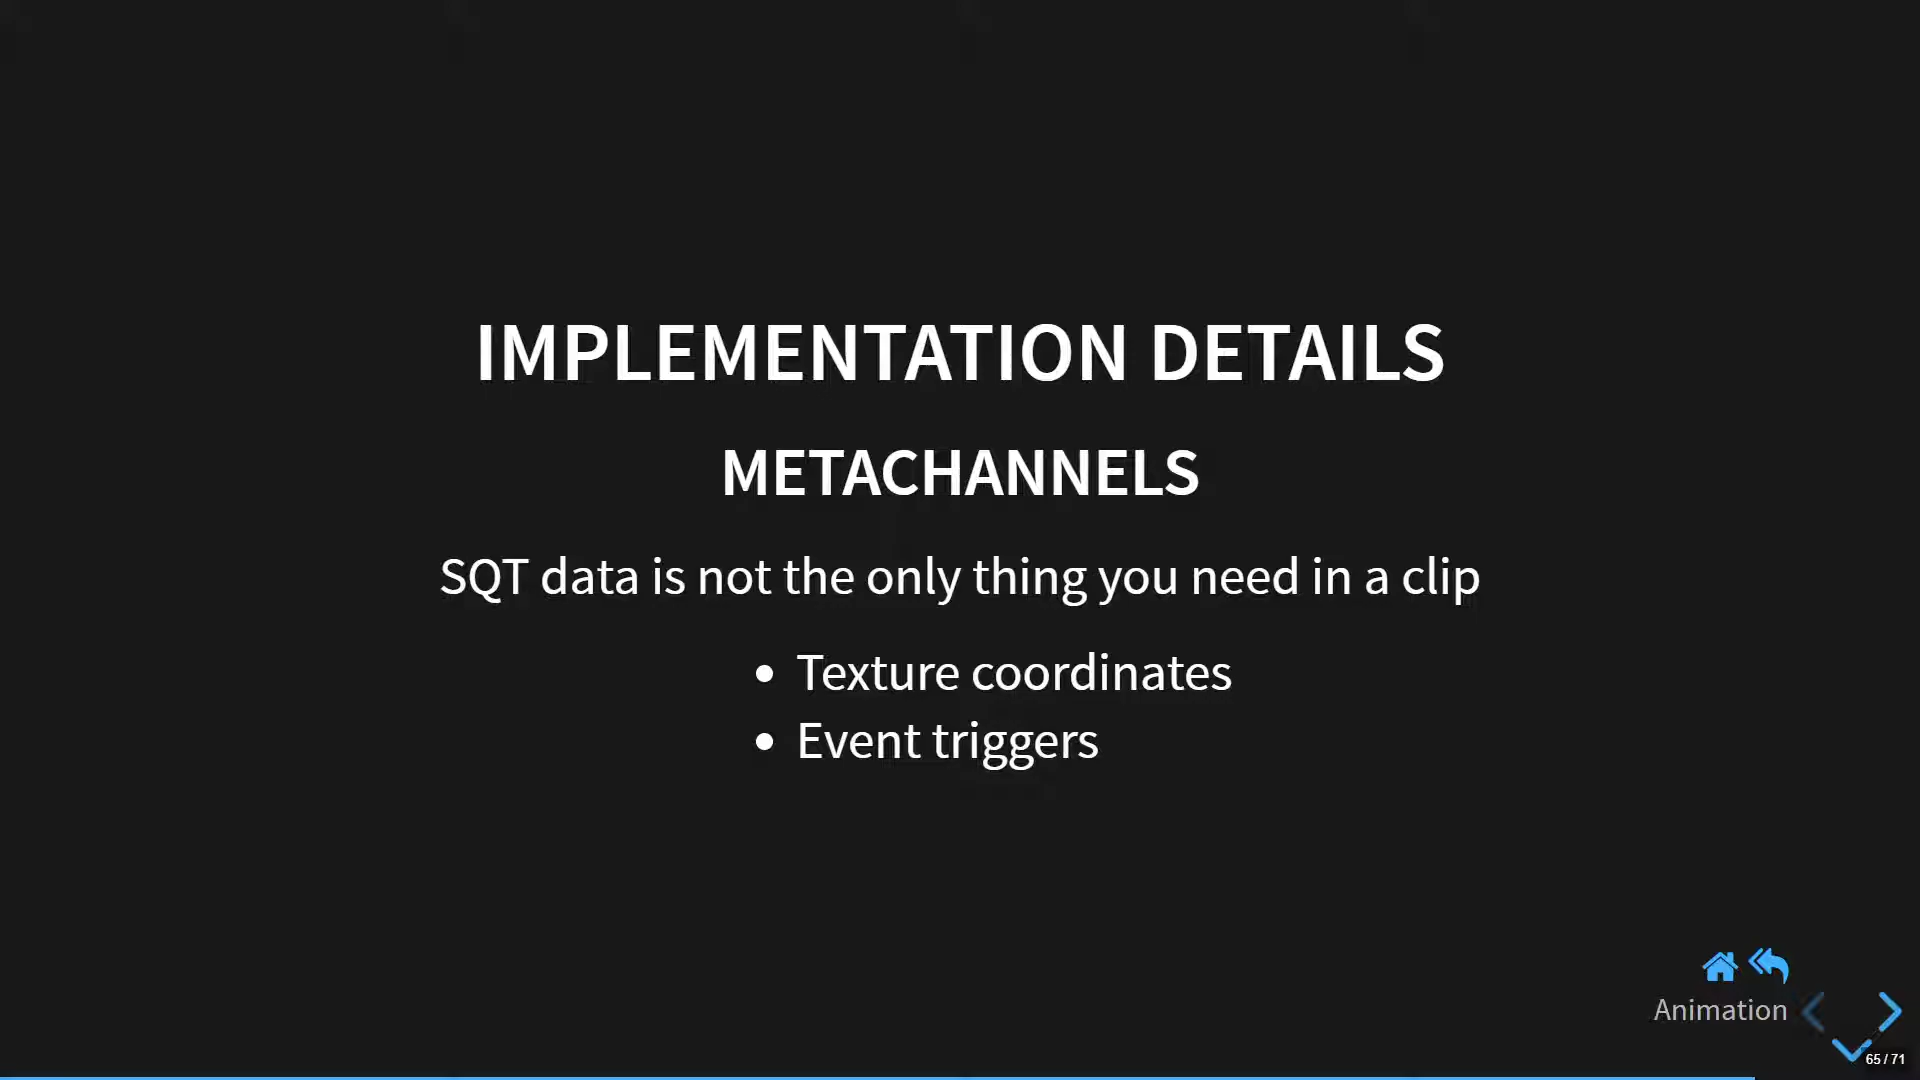 IMPLEMENTATION DETAILS
METACHANNELS
SQT data is not the only thing you need in a clip
• Texture coordinates
• Event triggers
Animation
65 / 71